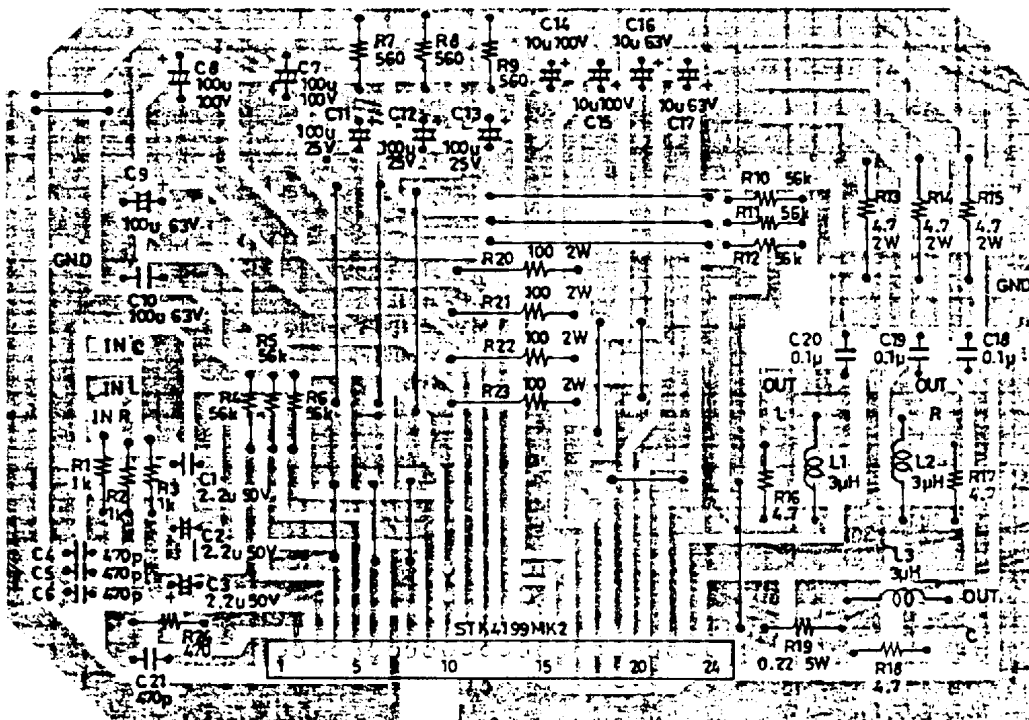 C14
10u 100V
C16
10u 63V
R7
560
R8
560
R9
560
C8
100u
100V
C7
100u
100V
10u 100V
C15
10u 63V
C17
C11
100u
25V
C12
100u
25V
C13
100u
25V
C9
100u 63V
R10 56k
R11 56k
R12 56k
R13
4.7
2W
R14
4.7
2W
R15
4.7
2W
GND
GND
C10
100u 63V
R20 100 2W
R21 100 2W
R22 100 2W
R23 100 2W
IN C
IN L
IN R
R5
56k
R4
56k
R6
56k
C20
0.1µ
C19
0.1µ
C18
0.1µ
OUT
L
OUT
R
R1
1k
R2
1k
R3
1k
C1
2.2u 50V
C2
2.2u 50V
C3
2.2u 50V
R16
4.7
L1
3µH
L2
3µH
R17
4.7
C4 470p
C5 470p
C6 470p
L3
3µH
OUT
C
R24
470
C21
470p
STK4199MK2
1 5 10 15 20 24
R19
0.22 5W
R18
4.7